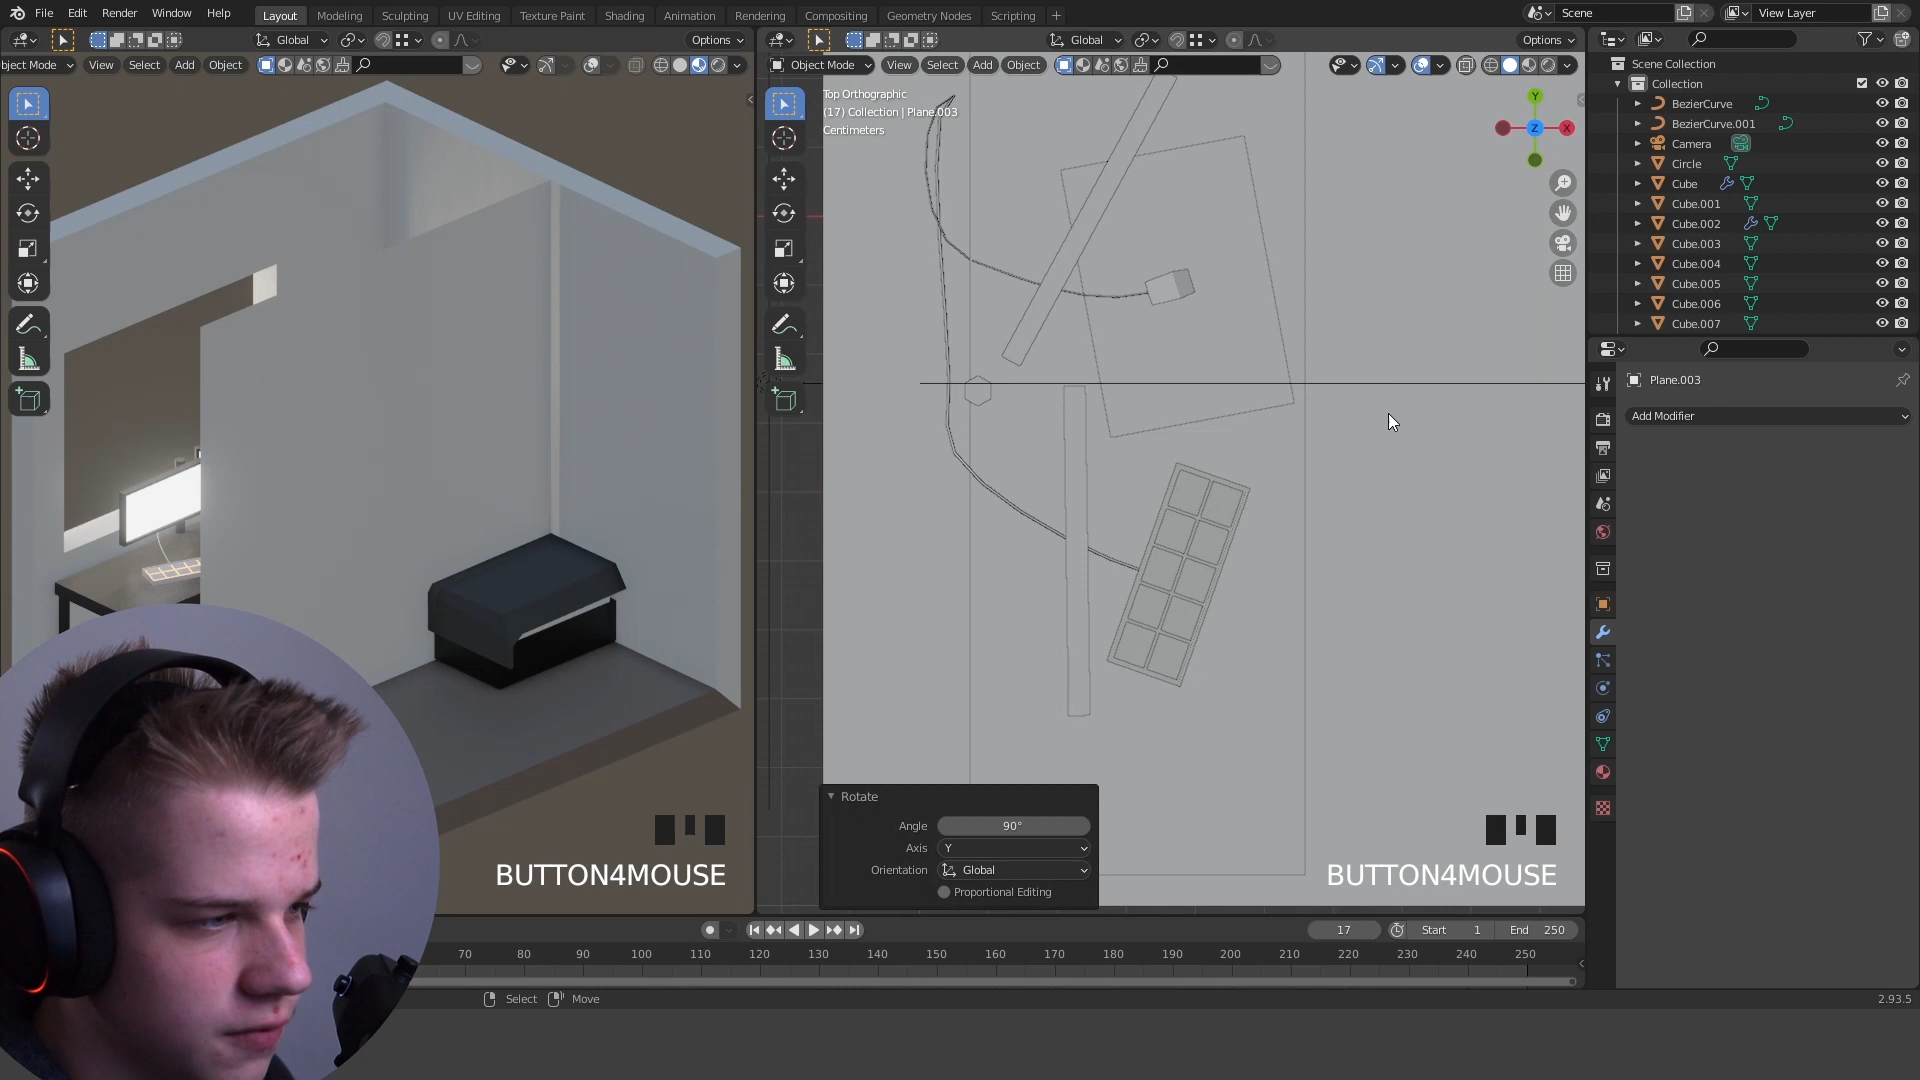 File Edit Render Window Help
Layout Modeling Sculpting UV Editing Texture Paint Shading Animation Rendering Compositing Geometry Nodes Scripting +
Scene
View Layer
Global
Options
Global
Options
bject Mode View Select Add Object
Object Mode View Select Add Object
Top Orthographic
(17) Collection | Plane.003
Centimeters
Y
Z
X
Scene Collection
Collection
BezierCurve
BezierCurve.001
Camera
Circle
Cube
Cube.001
Cube.002
Cube.003
Cube.004
Cube.005
Cube.006
Cube.007
Plane.003
Add Modifier
Rotate
Angle 90°
Axis Y
Orientation Global
Proportional Editing
BUTTON4MOUSE
BUTTON4MOUSE
17 Start 1 End 250
70 80 90 100 110 120 130 140 150 160 170 180 190 200 210 220 230 240 250
Select Move
2.93.5